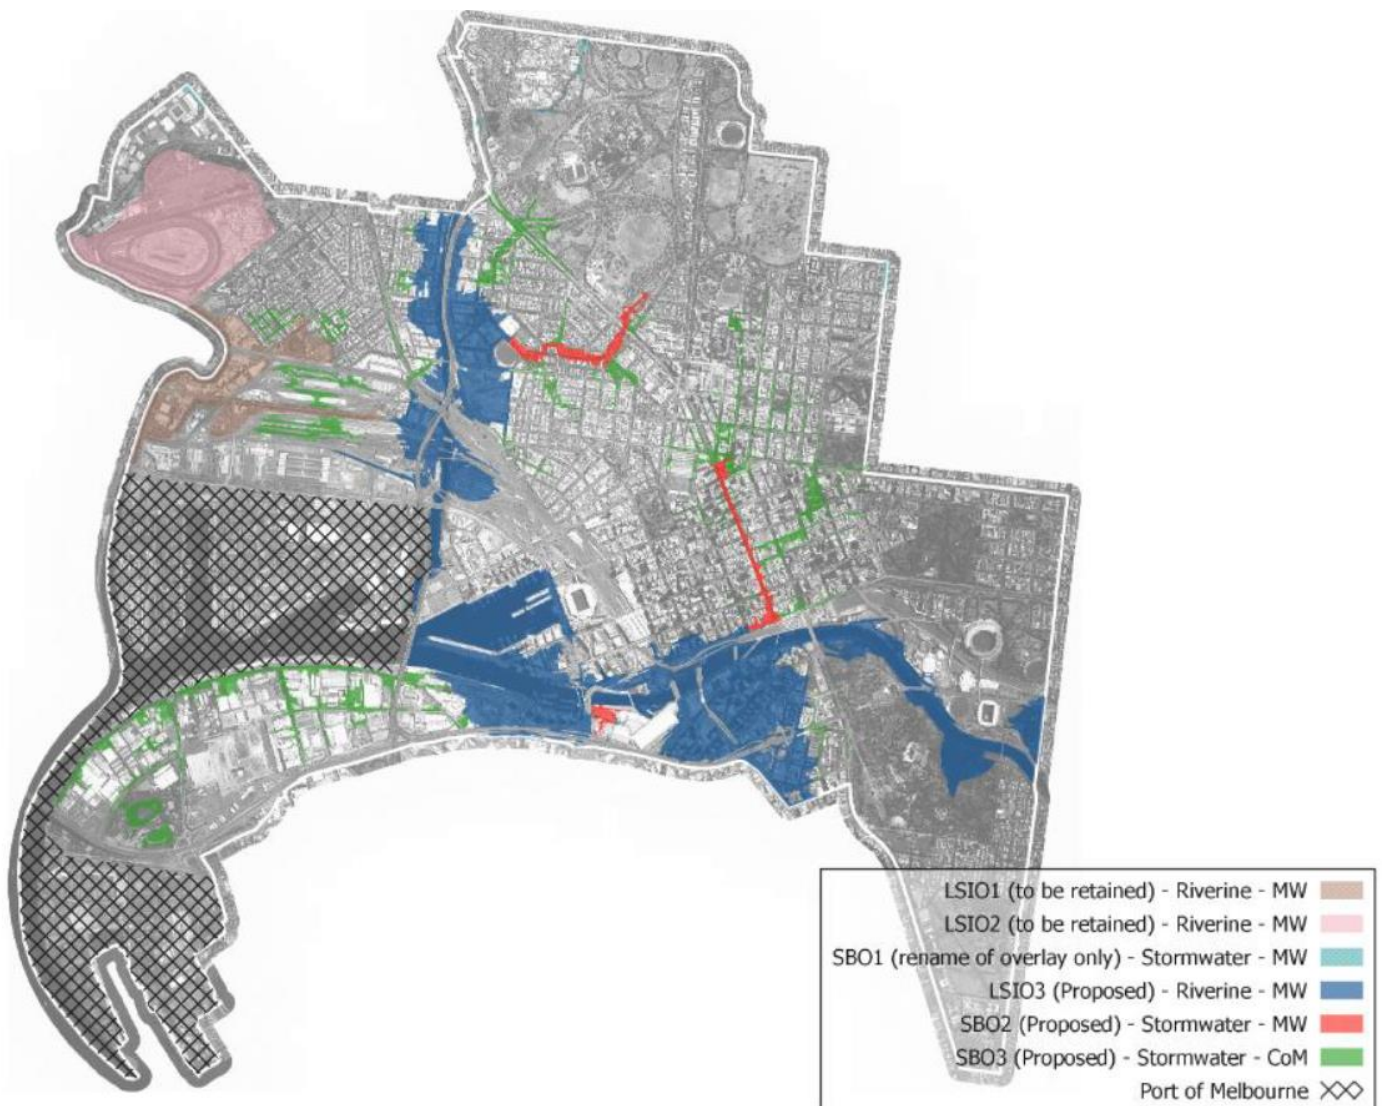 LSIO1 (to be retained) - Riverine - MW
LSIO2 (to be retained) - Riverine - MW
SBO1 (rename of overlay only) - Stormwater - MW
LSIO3 (Proposed) - Riverine - MW
SBO2 (Proposed) - Stormwater - MW
SBO3 (Proposed) - Stormwater - CoM
Port of Melbourne